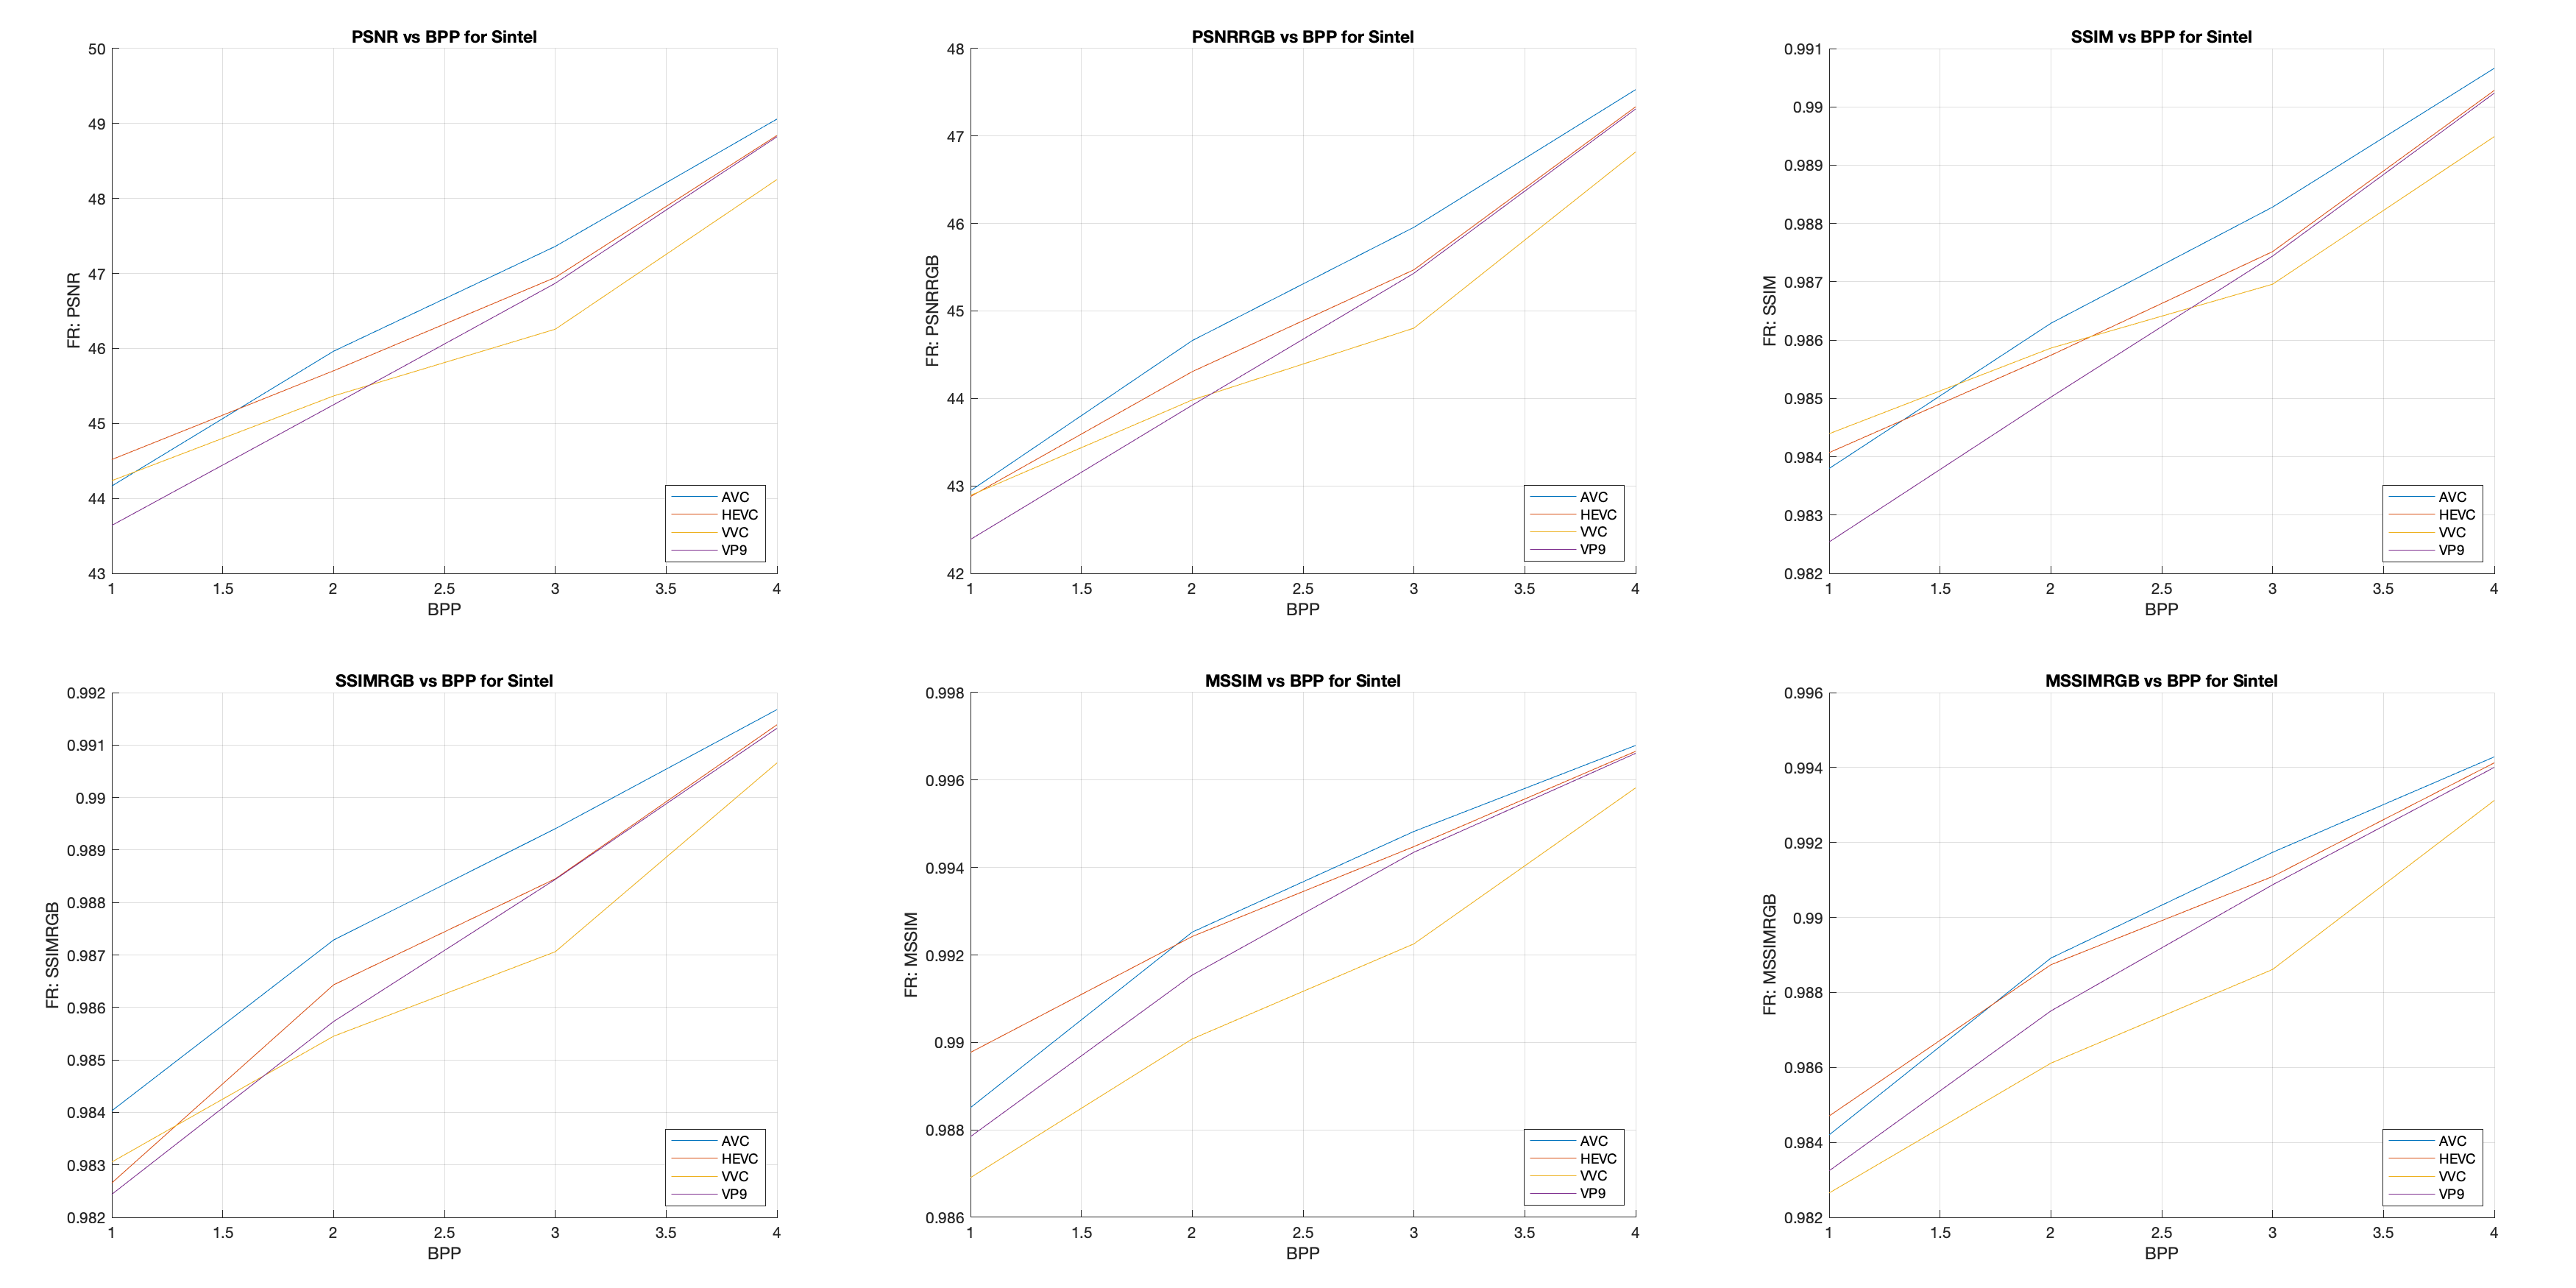 PSNR vs BPP for Sintel
50
49
48
47
46
45
44
43
FR: PSNR
1 1.5 2 2.5 3 3.5 4
BPP
AVC
HEVC
VVC
VP9
PSNRRGB vs BPP for Sintel
48
47
46
45
44
43
42
FR: PSNRRGB
1 1.5 2 2.5 3 3.5 4
BPP
AVC
HEVC
VVC
VP9
SSIM vs BPP for Sintel
0.991
0.99
0.989
0.988
0.987
0.986
0.985
0.984
0.983
0.982
FR: SSIM
1 1.5 2 2.5 3 3.5 4
BPP
AVC
HEVC
VVC
VP9
SSIMRGB vs BPP for Sintel
0.992
0.991
0.99
0.989
0.988
0.987
0.986
0.985
0.984
0.983
0.982
FR: SSIMRGB
1 1.5 2 2.5 3 3.5 4
BPP
AVC
HEVC
VVC
VP9
MSSIM vs BPP for Sintel
0.998
0.996
0.994
0.992
0.99
0.988
0.986
FR: MSSIM
1 1.5 2 2.5 3 3.5 4
BPP
AVC
HEVC
VVC
VP9
MSSIMRGB vs BPP for Sintel
0.996
0.994
0.992
0.99
0.988
0.986
0.984
0.982
FR: MSSIMRGB
1 1.5 2 2.5 3 3.5 4
BPP
AVC
HEVC
VVC
VP9